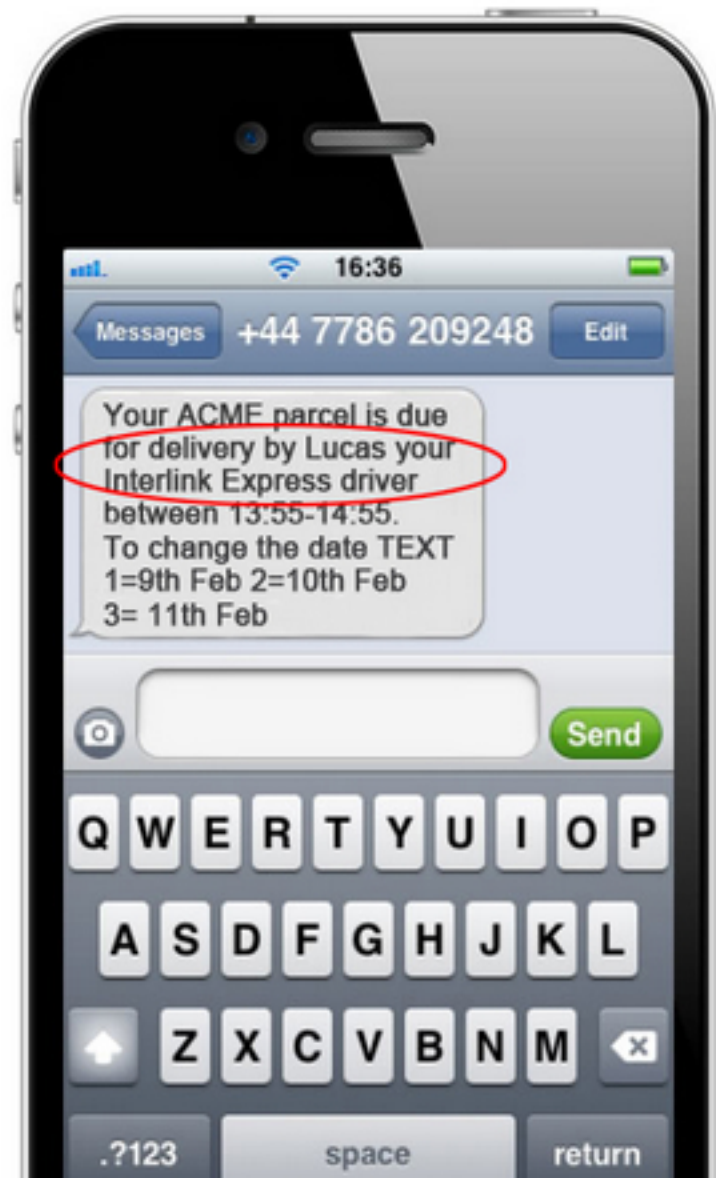 16:36
Messages +44 7786 209248 Edit
Your ACME parcel is due
for delivery by Lucas your
Interlink Express driver
between 13:55-14:55.
To change the date TEXT
1=9th Feb 2=10th Feb
3= 11th Feb
Send
Q W E R T Y U I O P
A S D F G H J K L
Z X C V B N M
.?123 space return